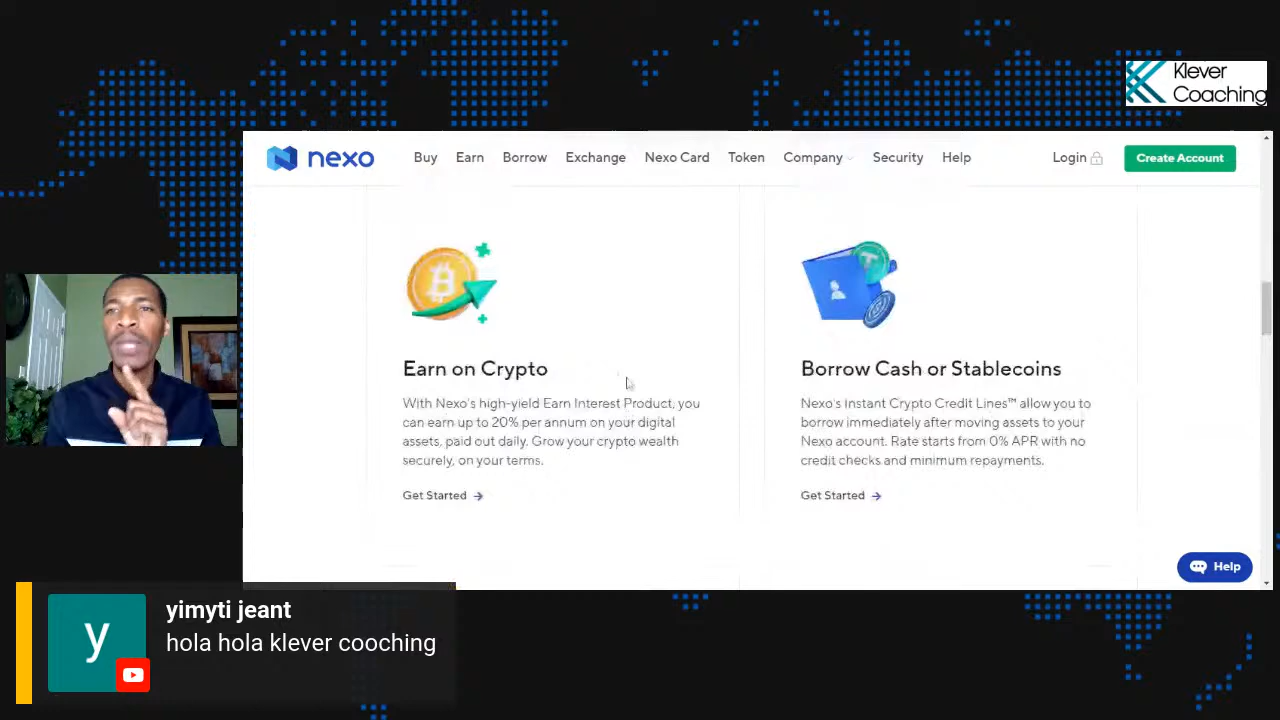 Klever
Coaching
nexo
Buy Earn Borrow Exchange Nexo Card Token Company Security Help Login Create Account
Earn on Crypto
With Nexo's high-yield Earn Interest Product, you
can earn up to 20% per annum on your digital
assets, paid out daily. Grow your crypto wealth
securely, on your terms.
Get Started →
Borrow Cash or Stablecoins
Nexo's Instant Crypto Credit Lines™ allow you to
borrow immediately after moving assets to your
Nexo account. Rate starts from 0% APR with no
credit checks and minimum repayments.
Get Started →
Help
y
yimyti jeant
hola hola klever cooching